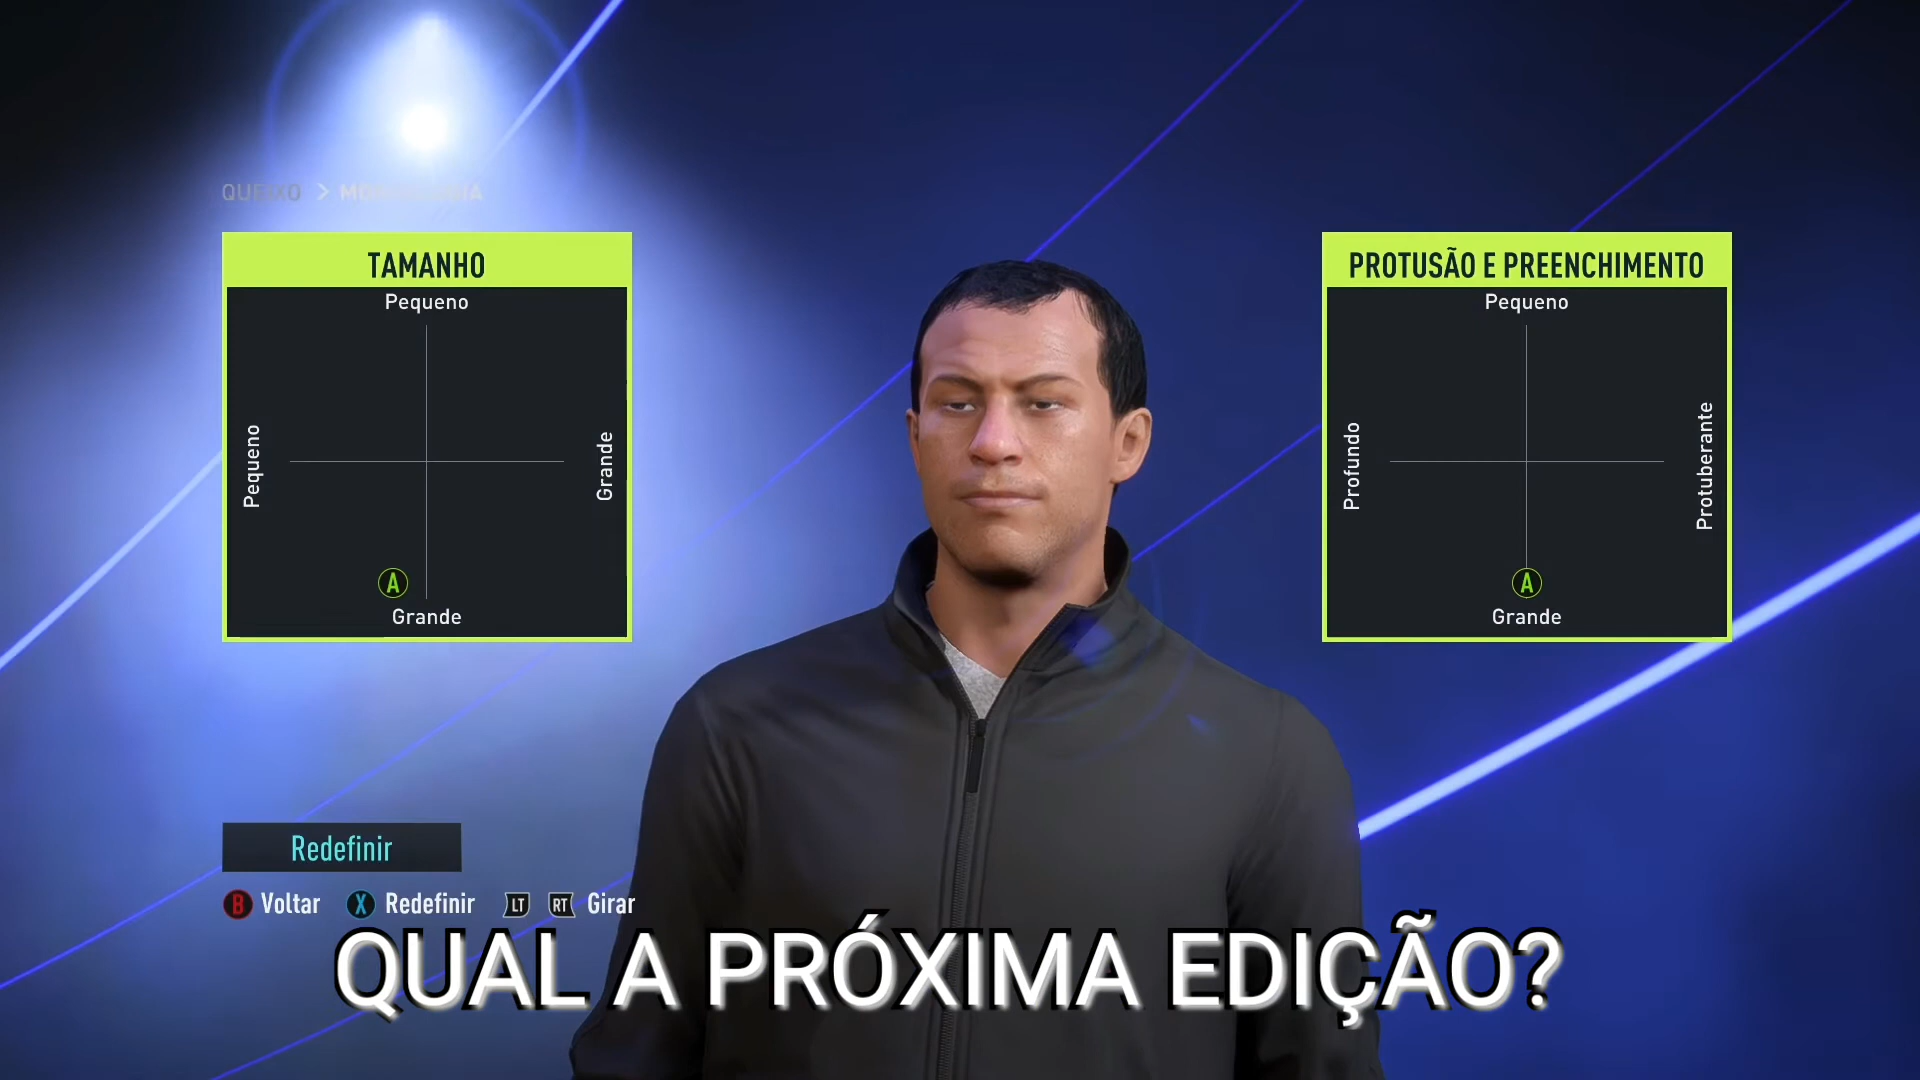 QUEIXO >
TAMANHO
Pequeno
Pequeno
Grande
A
Grande
PROTUSÃO E PREENCHIMENTO
Pequeno
Profundo
Protuberante
A
Grande
Redefinir
B Voltar X Redefinir LT RT Girar
QUAL A PRÓXIMA EDIÇÃO?